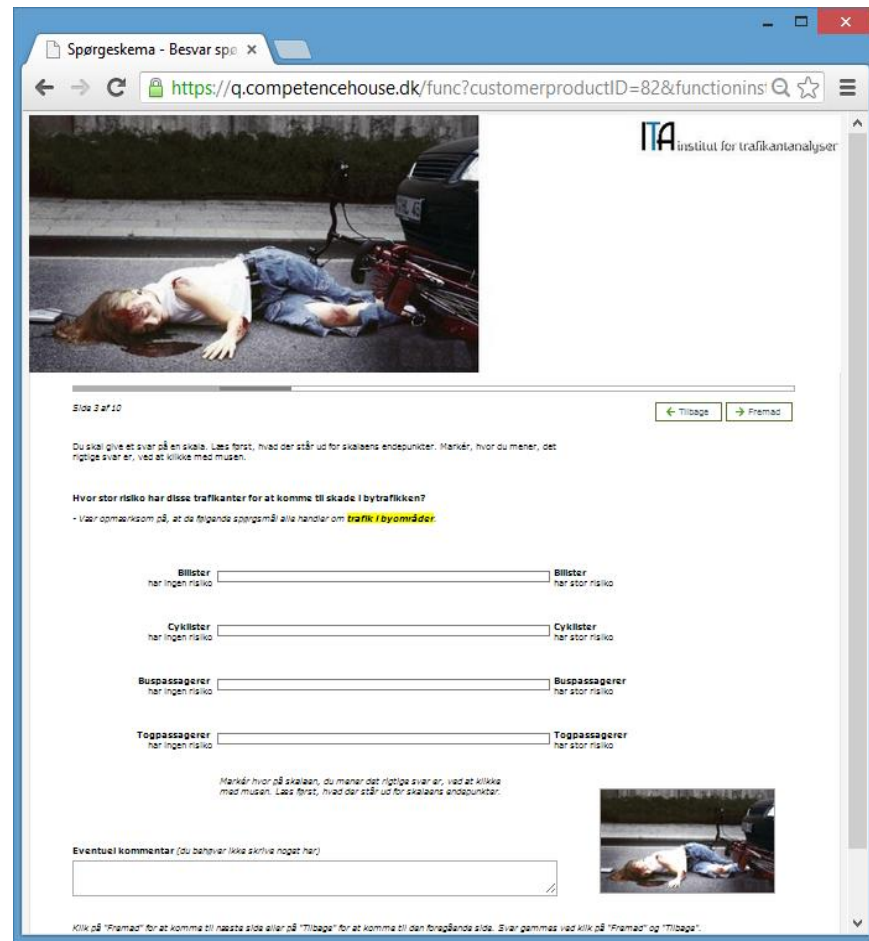 Spørgeskema - Besvar spø
https://q.competencehouse.dk/func?customerproductID=82&functionins
ITA institut for trafikantanalyser
Side 3 af 10
Tilbage
Fremad
Du skal give et svar på en skala. Læs først, hvad der står ud for skalaens endepunkter. Markér, hvor du mener, det
rigtige svar er, ved at klikke med musen.
Hvor stor risiko har disse trafikanter for at komme til skade i bytrafikken?
- Vær opmærksom på, at de følgende spørgsmål alle handler om trafik i byområder.
Bilister
har ingen risiko
Bilister
har stor risiko
Cyklister
har ingen risiko
Cyklister
har stor risiko
Buspassagerer
har ingen risiko
Buspassagerer
har stor risiko
Togpassagerer
har ingen risiko
Togpassagerer
har stor risiko
Markér hvor på skalaen, du mener det rigtige svar er, ved at klikke
med musen. Læs først, hvad der står ud for skalaens endepunkter.
Eventuel kommentar (du behøver ikke skrive noget her)
Klik på "Fremad" for at komme til næste side eller på "Tilbage" for at komme til den foregående side. Svar gemmes ved klik på "Fremad" og "Tilbage".